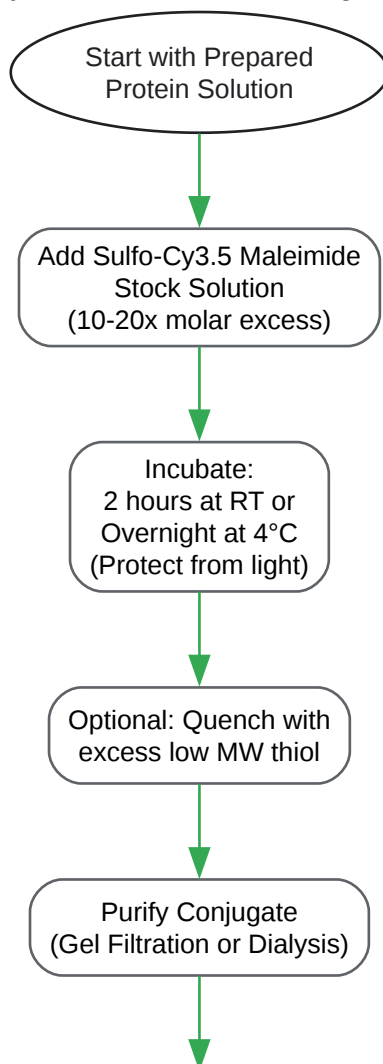 Start with Prepared
Protein Solution
Add Sulfo-Cy3.5 Maleimide
Stock Solution
(10-20x molar excess)
Incubate:
2 hours at RT or
Overnight at 4°C
(Protect from light)
Optional: Quench with
excess low MW thiol
Purify Conjugate
(Gel Filtration or Dialysis)